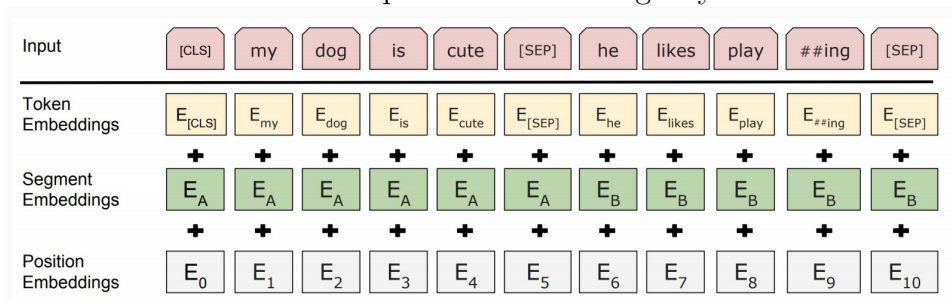 Input [CLS] my dog is cute [SEP] he likes play ##ing [SEP]
Token Embeddings E[CLS] Emy Edog Eis Ecute E[SEP] Ehe Elikes Eplay E##ing E[SEP]
+ + + + + + + + + + +
Segment Embeddings EA EA EA EA EA EA EB EB EB EB EB
+ + + + + + + + + + +
Position Embeddings E0 E1 E2 E3 E4 E5 E6 E7 E8 E9 E10